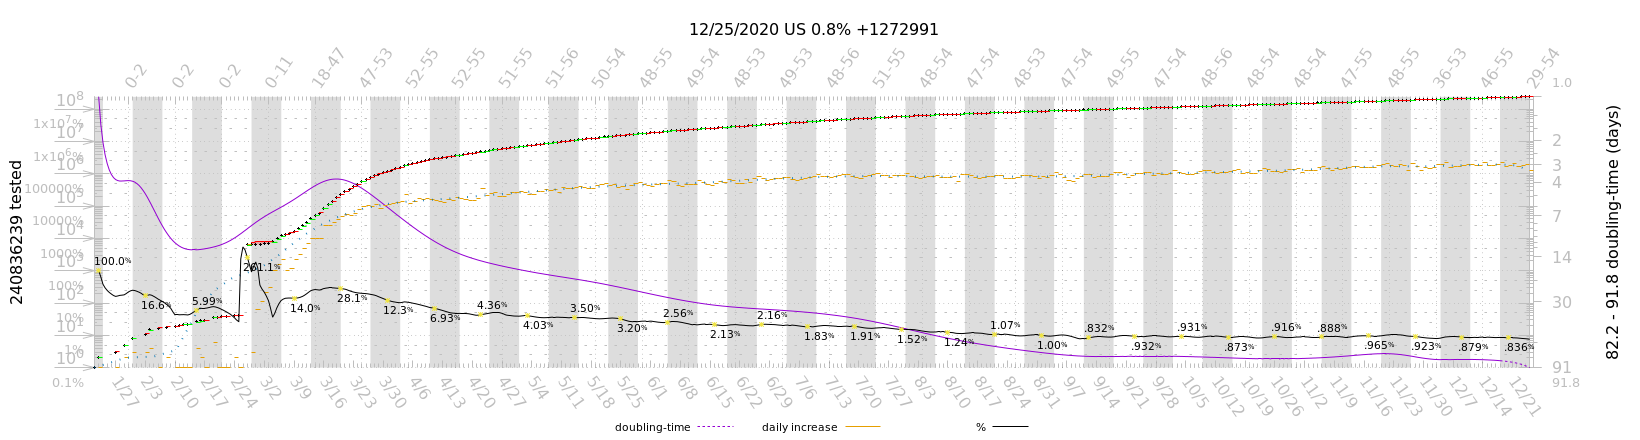 12/25/2020 US 0.8% +1272991
0-2 0-2 0-2 0-11 18-47 47-53 52-55 52-55 51-55 51-56 50-54 48-55 49-54 48-53 49-53 48-56 51-55 48-54 47-54 48-53 47-54 49-55 47-54 48-56 48-54 48-54 47-55 48-55 36-53 46-55 29-54
240836239 tested
10⁸
1x10⁷%
10⁷
1x10⁶%
10⁶
100000%
10⁵
10000%
10⁴
1000%
10³
100%
10²
10%
10¹
1%
10⁰
0.1%
1.0
2
3
4
7
14
30
91
91.8
82.2 - 91.8 doubling-time (days)
100.0% 16.6% 5.99% 261.1% 14.0% 28.1% 12.3% 6.93% 4.36% 4.03% 3.50% 3.20% 2.56% 2.13% 2.16% 1.83% 1.91% 1.52% 1.24% 1.07% 1.00% .832% .932% .931% .873% .916% .888% .965% .923% .879% .836%
1/27 2/3 2/10 2/17 2/24 3/2 3/9 3/16 3/23 3/30 4/6 4/13 4/20 4/27 5/4 5/11 5/18 5/25 6/1 6/8 6/15 6/22 6/29 7/6 7/13 7/20 7/27 8/3 8/10 8/17 8/24 8/31 9/7 9/14 9/21 9/28 10/5 10/12 10/19 10/26 11/2 11/9 11/16 11/23 11/30 12/7 12/14 12/21
doubling-time daily increase %